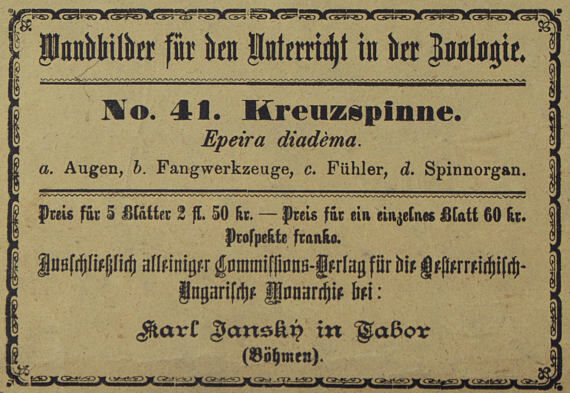 Wandbilder für den Unterricht in der Zoologie.
No. 41. Kreuzspinne.
Epeira diadèma.
a. Augen, b. Fangwerkzeuge, c. Fühler, d. Spinnorgan.
Preis für 5 Blätter 2 fl. 50 kr. — Preis für ein einzelnes Blatt 60 kr.
Prospekte franko.
Ausschließlich alleiniger Commissions-Verlag für die Oesterreichisch-
Ungarische Monarchie bei:
Karl Janský in Tabor
(Böhmen).